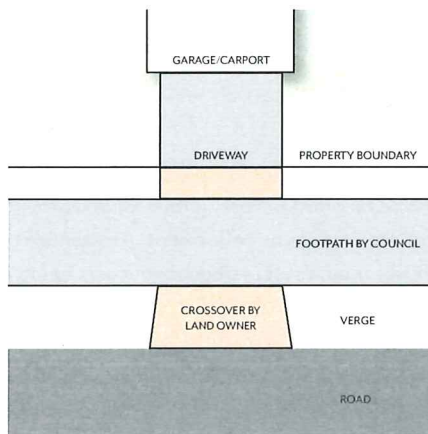 GARAGE/CARPORT
DRIVEWAY
PROPERTY BOUNDARY
FOOTPATH BY COUNCIL
CROSSOVER BY
LAND OWNER
VERGE
ROAD